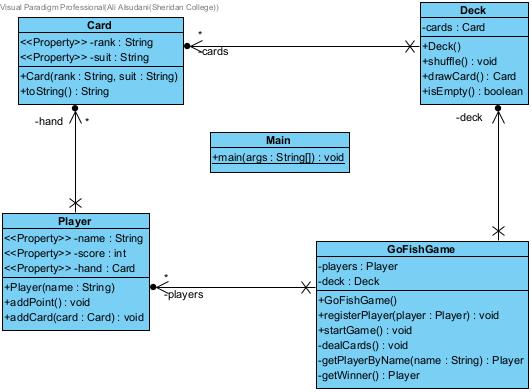 Visual Paradigm Professional(Ali Alsudani(Sheridan College))
Card
<<Property>> -rank : String
<<Property>> -suit : String
+Card(rank : String, suit : String)
+toString() : String
*
-cards
Deck
-cards : Card
+Deck()
+shuffle() : void
+drawCard() : Card
+isEmpty() : boolean
-hand
*
-deck
Main
+main(args : String[]) : void
Player
<<Property>> -name : String
<<Property>> -score : int
<<Property>> -hand : Card
+Player(name : String)
+addPoint() : void
+addCard(card : Card) : void
*
-players
GoFishGame
-players : Player
-deck : Deck
+GoFishGame()
+registerPlayer(player : Player) : void
+startGame() : void
-dealCards() : void
-getPlayerByName(name : String) : Player
-getWinner() : Player